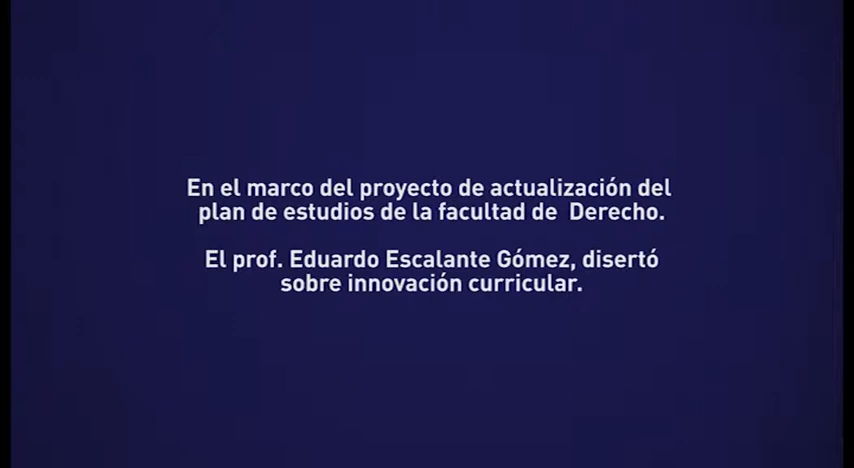 En el marco del proyecto de actualización del
plan de estudios de la facultad de  Derecho.
El prof. Eduardo Escalante Gómez, disertó
sobre innovación curricular.